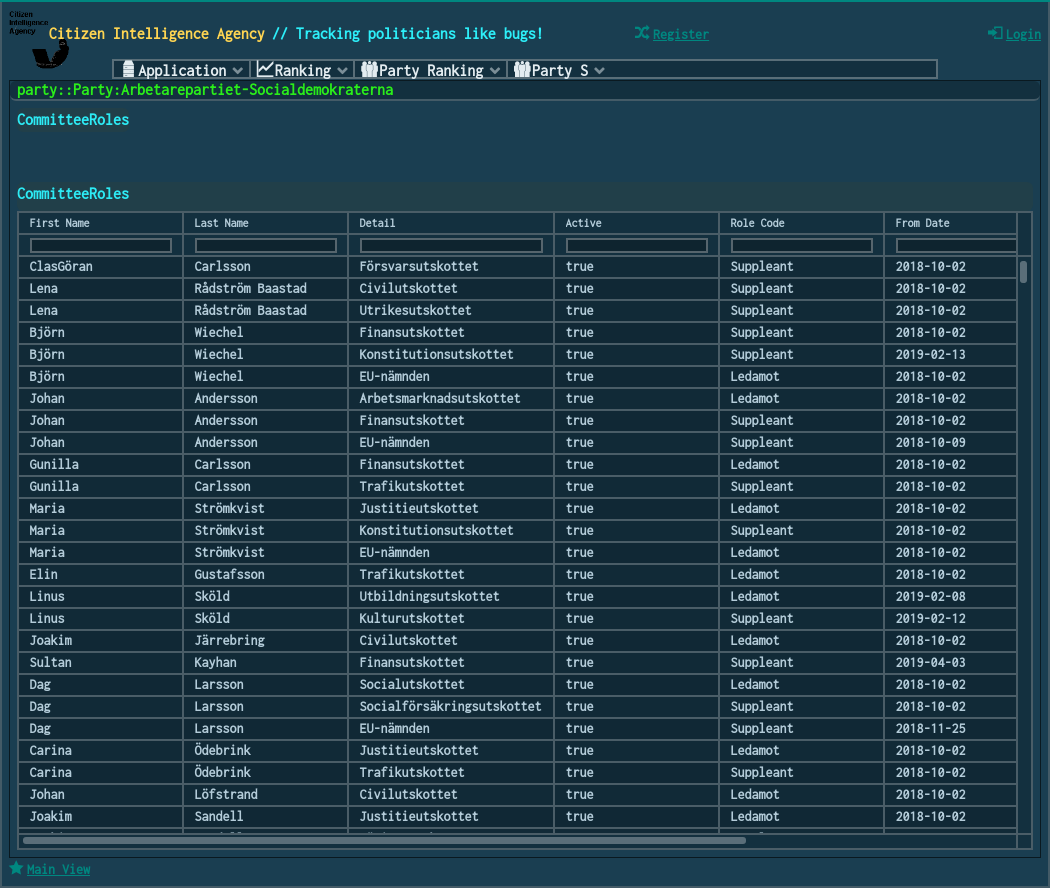 Citizen
Intelligence
Agency
Citizen Intelligence Agency // Tracking politicians like bugs!
Register
Login
Application Ranking Party Ranking Party S
party::Party:Arbetarepartiet-Socialdemokraterna
CommitteeRoles
CommitteeRoles
First Name Last Name Detail Active Role Code From Date
ClasGöran Carlsson Försvarsutskottet true Suppleant 2018-10-02
Lena Rådström Baastad Civilutskottet true Suppleant 2018-10-02
Lena Rådström Baastad Utrikesutskottet true Suppleant 2018-10-02
Björn Wiechel Finansutskottet true Suppleant 2018-10-02
Björn Wiechel Konstitutionsutskottet true Suppleant 2019-02-13
Björn Wiechel EU-nämnden true Ledamot 2018-10-02
Johan Andersson Arbetsmarknadsutskottet true Ledamot 2018-10-02
Johan Andersson Finansutskottet true Suppleant 2018-10-02
Johan Andersson EU-nämnden true Suppleant 2018-10-09
Gunilla Carlsson Finansutskottet true Ledamot 2018-10-02
Gunilla Carlsson Trafikutskottet true Suppleant 2018-10-02
Maria Strömkvist Justitieutskottet true Ledamot 2018-10-02
Maria Strömkvist Konstitutionsutskottet true Suppleant 2018-10-02
Maria Strömkvist EU-nämnden true Ledamot 2018-10-02
Elin Gustafsson Trafikutskottet true Ledamot 2018-10-02
Linus Sköld Utbildningsutskottet true Ledamot 2019-02-08
Linus Sköld Kulturutskottet true Suppleant 2019-02-12
Joakim Järrebring Civilutskottet true Ledamot 2018-10-02
Sultan Kayhan Finansutskottet true Suppleant 2019-04-03
Dag Larsson Socialutskottet true Ledamot 2018-10-02
Dag Larsson Socialförsäkringsutskottet true Suppleant 2018-10-02
Dag Larsson EU-nämnden true Suppleant 2018-11-25
Carina Ödebrink Justitieutskottet true Ledamot 2018-10-02
Carina Ödebrink Trafikutskottet true Suppleant 2018-10-02
Johan Löfstrand Civilutskottet true Ledamot 2018-10-02
Joakim Sandell Justitieutskottet true Ledamot 2018-10-02
Main View